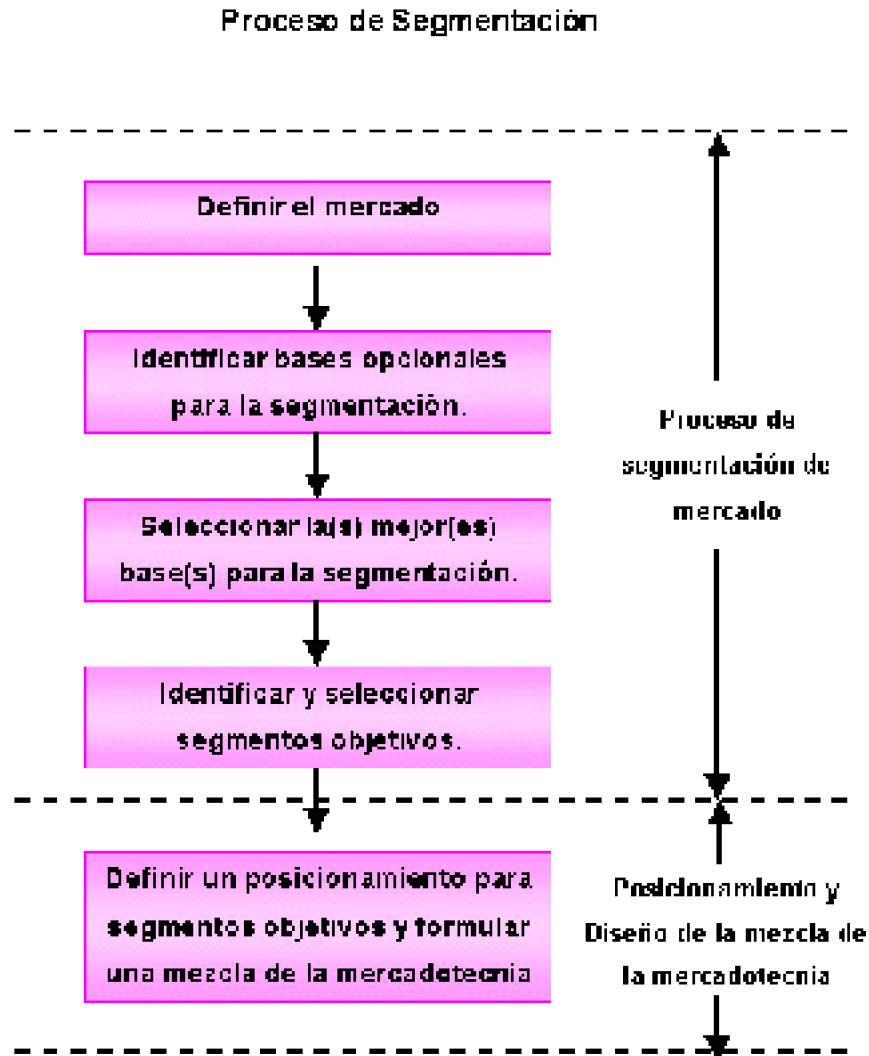 Proceso de Segmentación
Definir el mercado
Identificar bases opcionales
para la segmentación.
Seleccionar la(s) mejor(es)
base(s) para la segmentación.
Identificar y seleccionar
segmentos objetivos.
Proceso de
segmentación de
mercado
Definir un posicionamiento para
segmentos objetivos y formular
una mezcla de la mercadotecnia
Posicionamiento y
Diseño de la mezcla de
la mercadotecnia